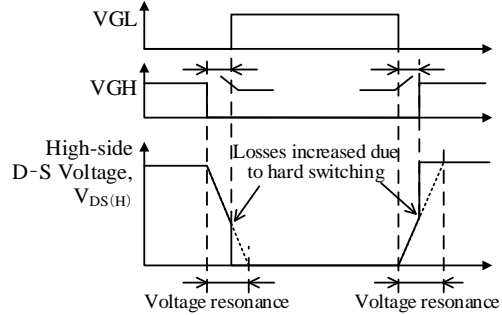 VGL
VGH
High-side
D-S Voltage,
VDS(H)
Losses increased due
to hard switching
Voltage resonance
Voltage resonance